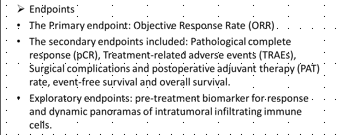 ➢ Endpoints
• The Primary endpoint: Objective Response Rate (ORR).
• The secondary endpoints included: Pathological complete
response (pCR), Treatment-related adverse events (TRAEs),
Surgical complications and postoperative adjuvant therapy (PAT)
rate, event-free survival and overall survival.
• Exploratory endpoints: pre-treatment biomarker for response
and dynamic panoramas of intratumoral infiltrating immune
cells.